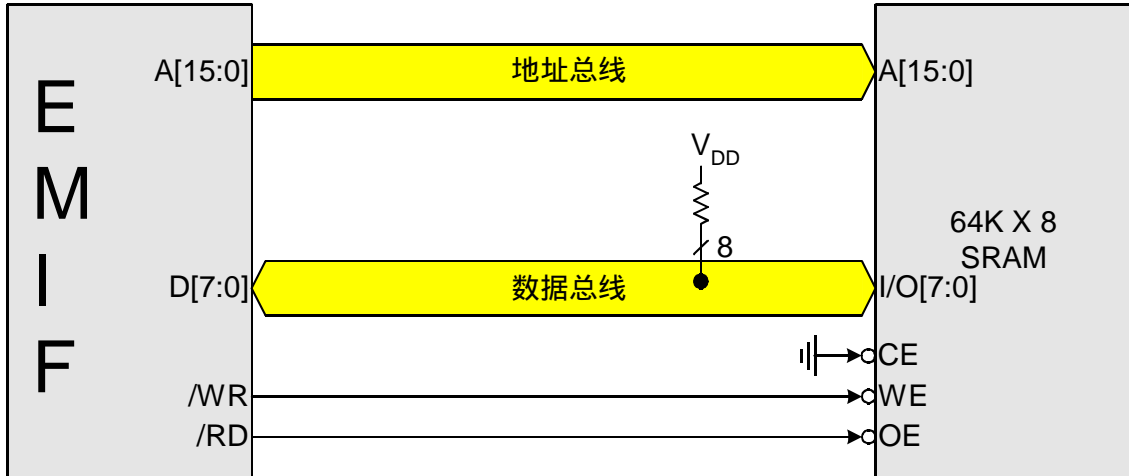 EMIF
A[15:0]
地址总线
A[15:0]
VDD
8
64K X 8
SRAM
D[7:0]
数据总线
I/O[7:0]
CE
/WR
WE
/RD
OE